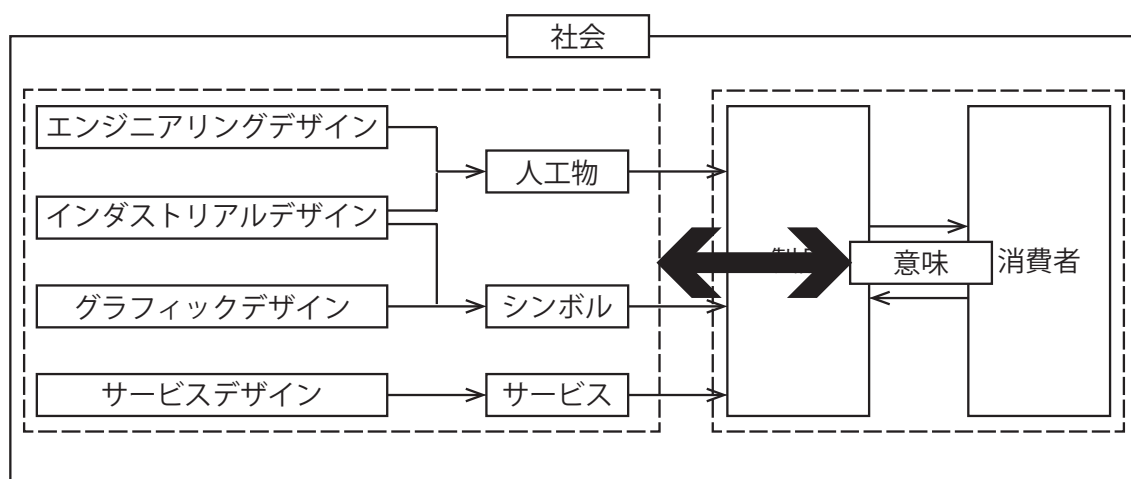 社会
エンジニアリングデザイン
人工物
インダストリアルデザイン
意味
消費者
グラフィックデザイン
シンボル
サービスデザイン
サービス